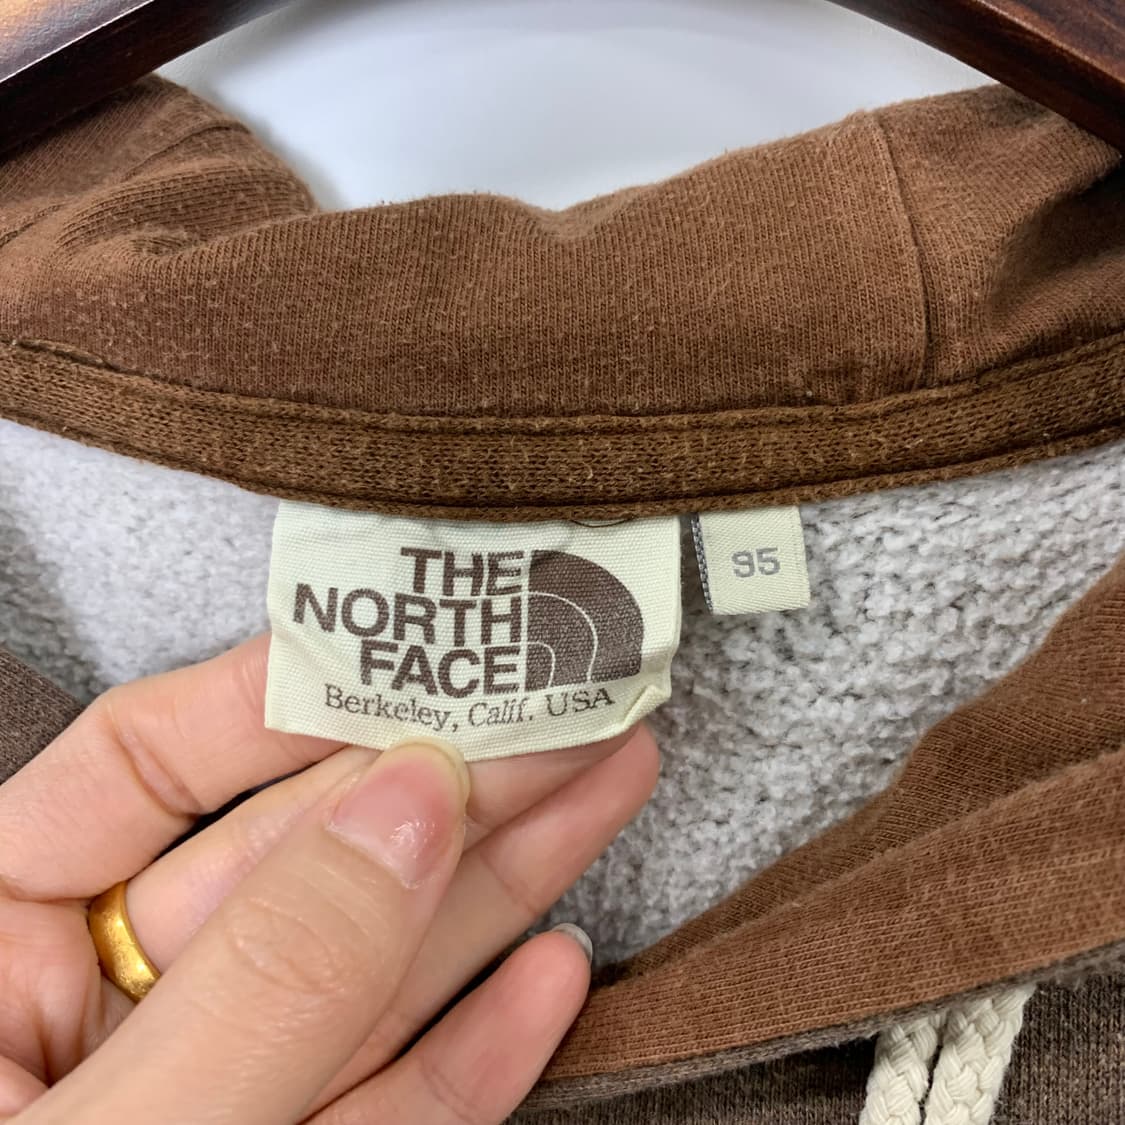 THE
NORTH
FACE
Berkeley, Calif. USA
95